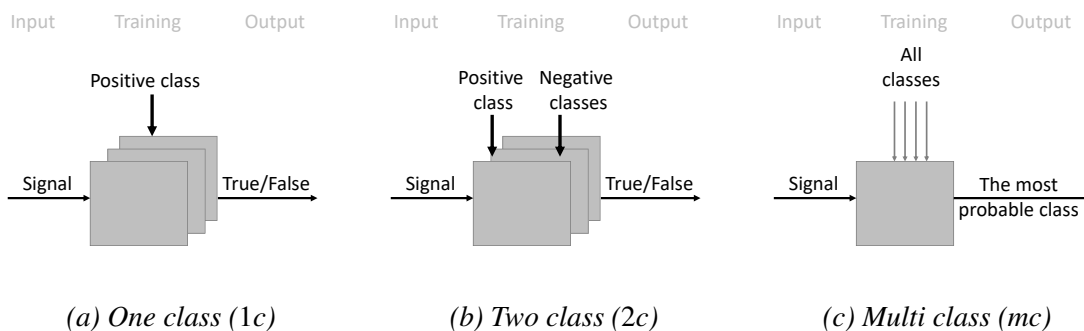 Input Training Output
Positive class
Signal
True/False
(a) One class (1c)
Input Training Output
Positive
class
Negative
classes
Signal
True/False
(b) Two class (2c)
Input Training Output
All
classes
Signal
The most
probable class
(c) Multi class (mc)